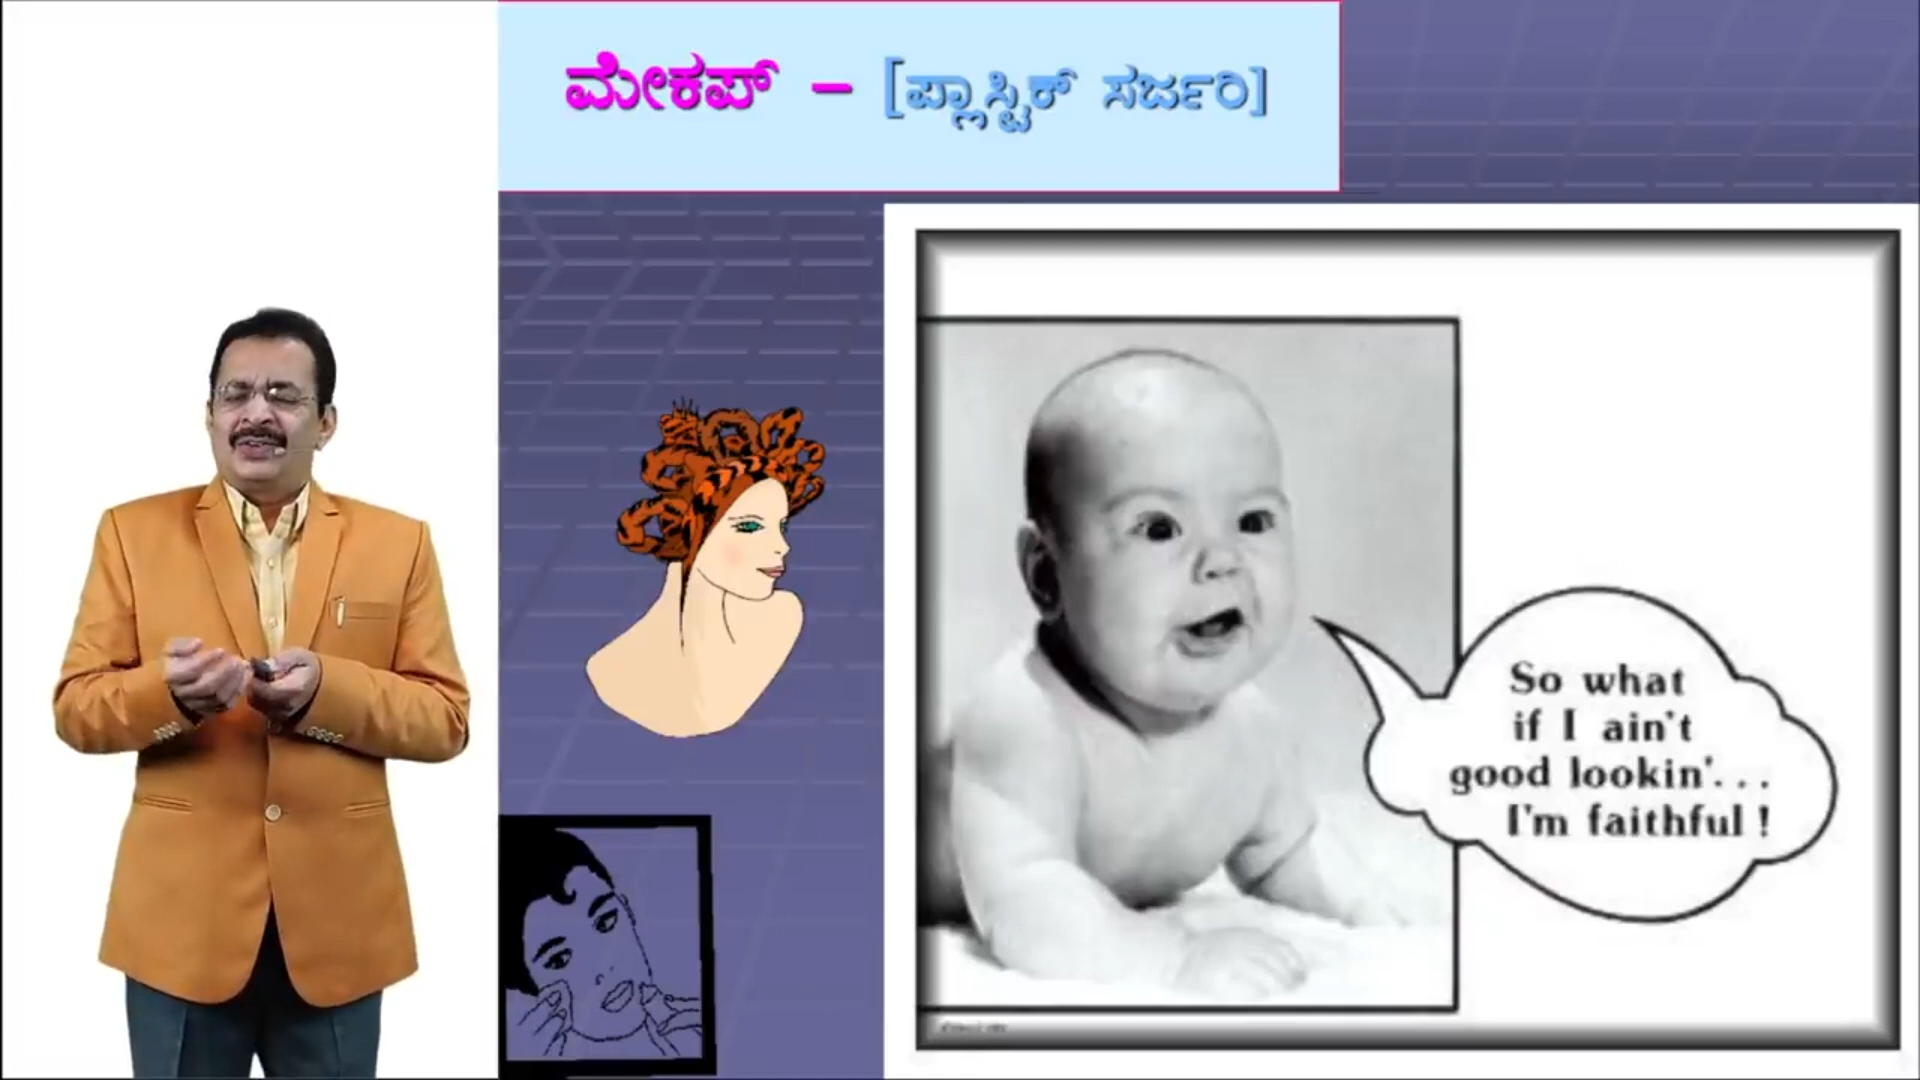 ಮೇಕಪ್ – [ಪ್ಲಾಸ್ಟಿಕ್ ಸರ್ಜರಿ]
So what
if I ain't
good lookin'...
I'm faithful!